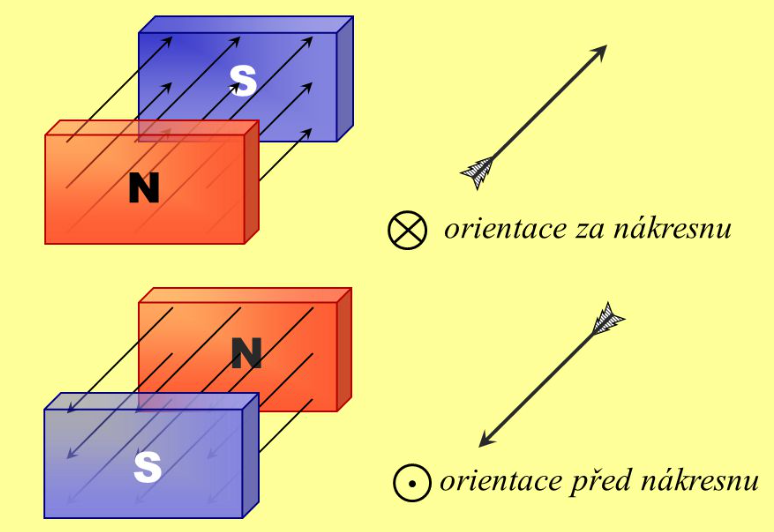 S
N
⊗ orientace za nákresnu
N
S
⊙ orientace před nákresnu